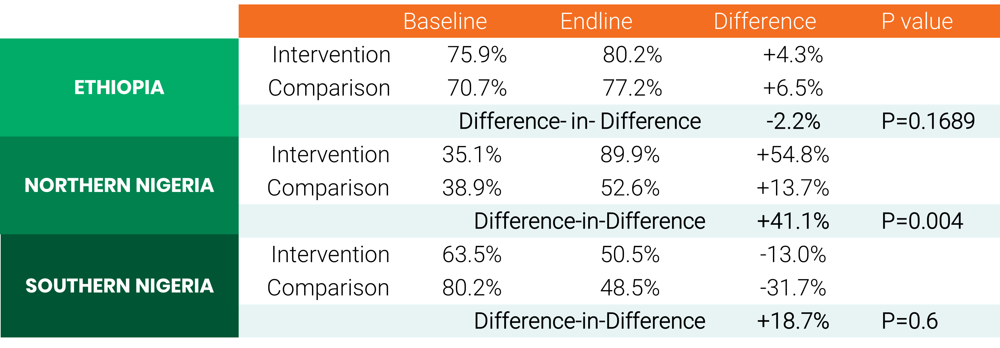 Baseline Endline Difference P value
ETHIOPIA
Intervention 75.9% 80.2% +4.3%
Comparison 70.7% 77.2% +6.5%
Difference- in- Difference -2.2% P=0.1689
NORTHERN NIGERIA
Intervention 35.1% 89.9% +54.8%
Comparison 38.9% 52.6% +13.7%
Difference-in-Difference +41.1% P=0.004
SOUTHERN NIGERIA
Intervention 63.5% 50.5% -13.0%
Comparison 80.2% 48.5% -31.7%
Difference-in-Difference +18.7% P=0.6